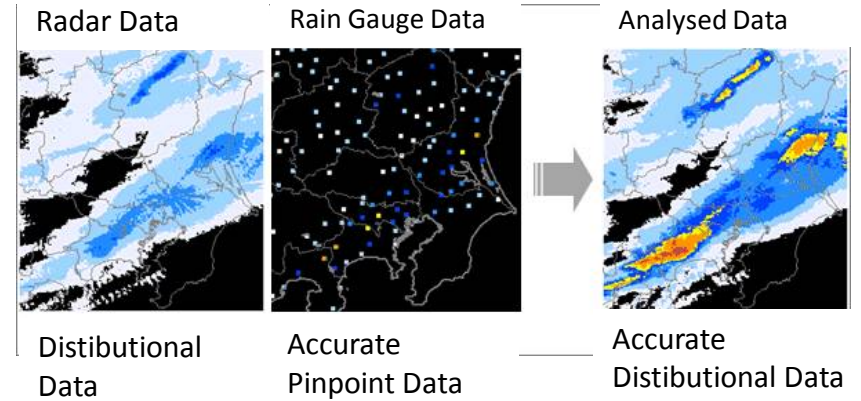 Radar Data
Rain Gauge Data
Analysed Data
Distibutional
Data
Accurate
Pinpoint Data
Accurate
Distibutional Data